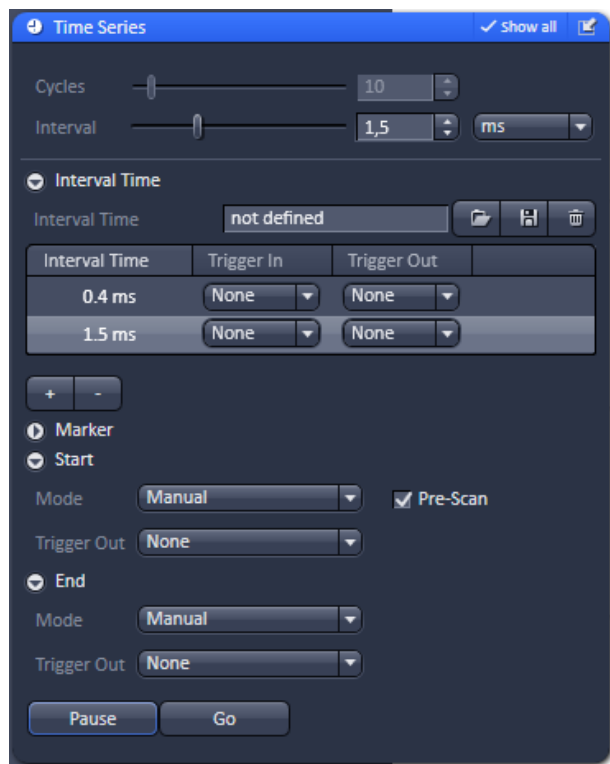 Time Series Show all
Cycles 10
Interval 1,5 ms
Interval Time
Interval Time not defined
Interval Time Trigger In Trigger Out
0.4 ms None None
1.5 ms None None
+ -
Marker
Start
Mode Manual Pre-Scan
Trigger Out None
End
Mode Manual
Trigger Out None
Pause Go